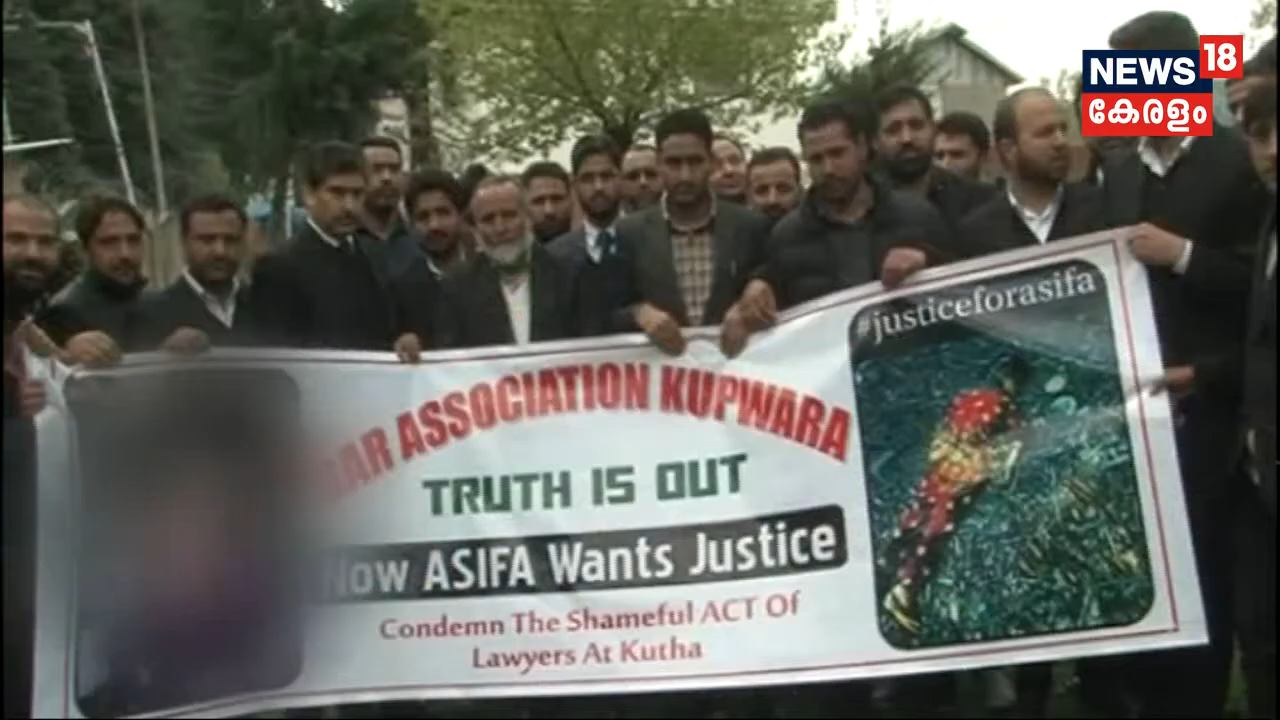 NEWS 18
കേരളം
#justiceforasifa
BAR ASSOCIATION KUPWARA
TRUTH IS OUT
Now ASIFA Wants Justice
Condemn The Shameful ACT Of
Lawyers At Kutha